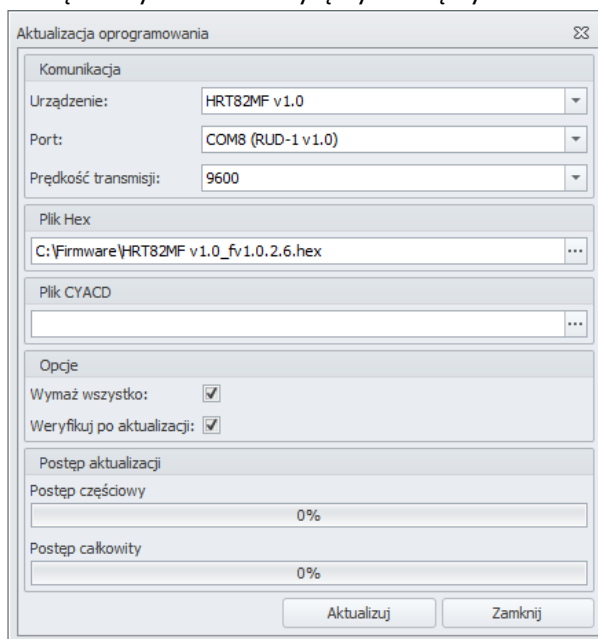 Aktualizacja oprogramowania
Komunikacja
Urządzenie: HRT82MF v1.0
Port: COM8 (RUD-1 v1.0)
Prędkość transmisji: 9600
Plik Hex
C:\Firmware\HRT82MF v1.0_fv1.0.2.6.hex
Plik CYACD
Opcje
Wymaż wszystko:
Weryfikuj po aktualizacji:
Postęp aktualizacji
Postęp częściowy
0%
Postęp całkowity
0%
Aktualizuj Zamknij